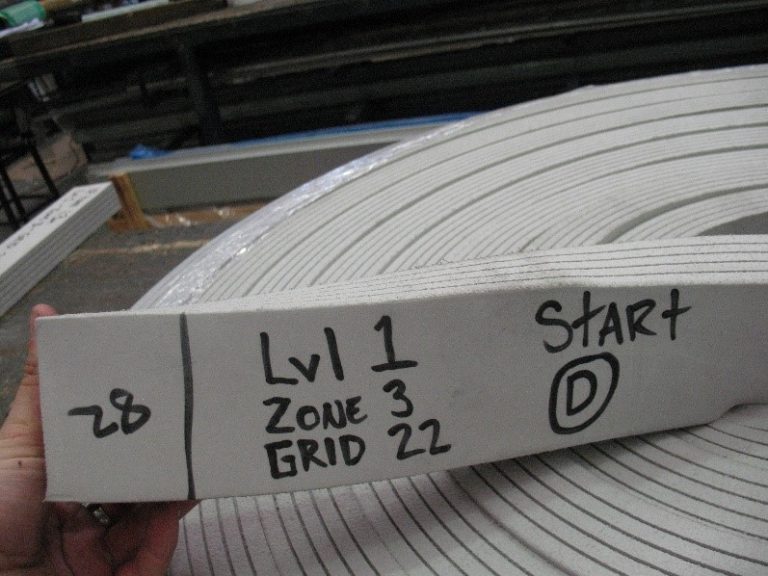 28
Lvl 1
ZONE 3
GRID 22
StARt
D